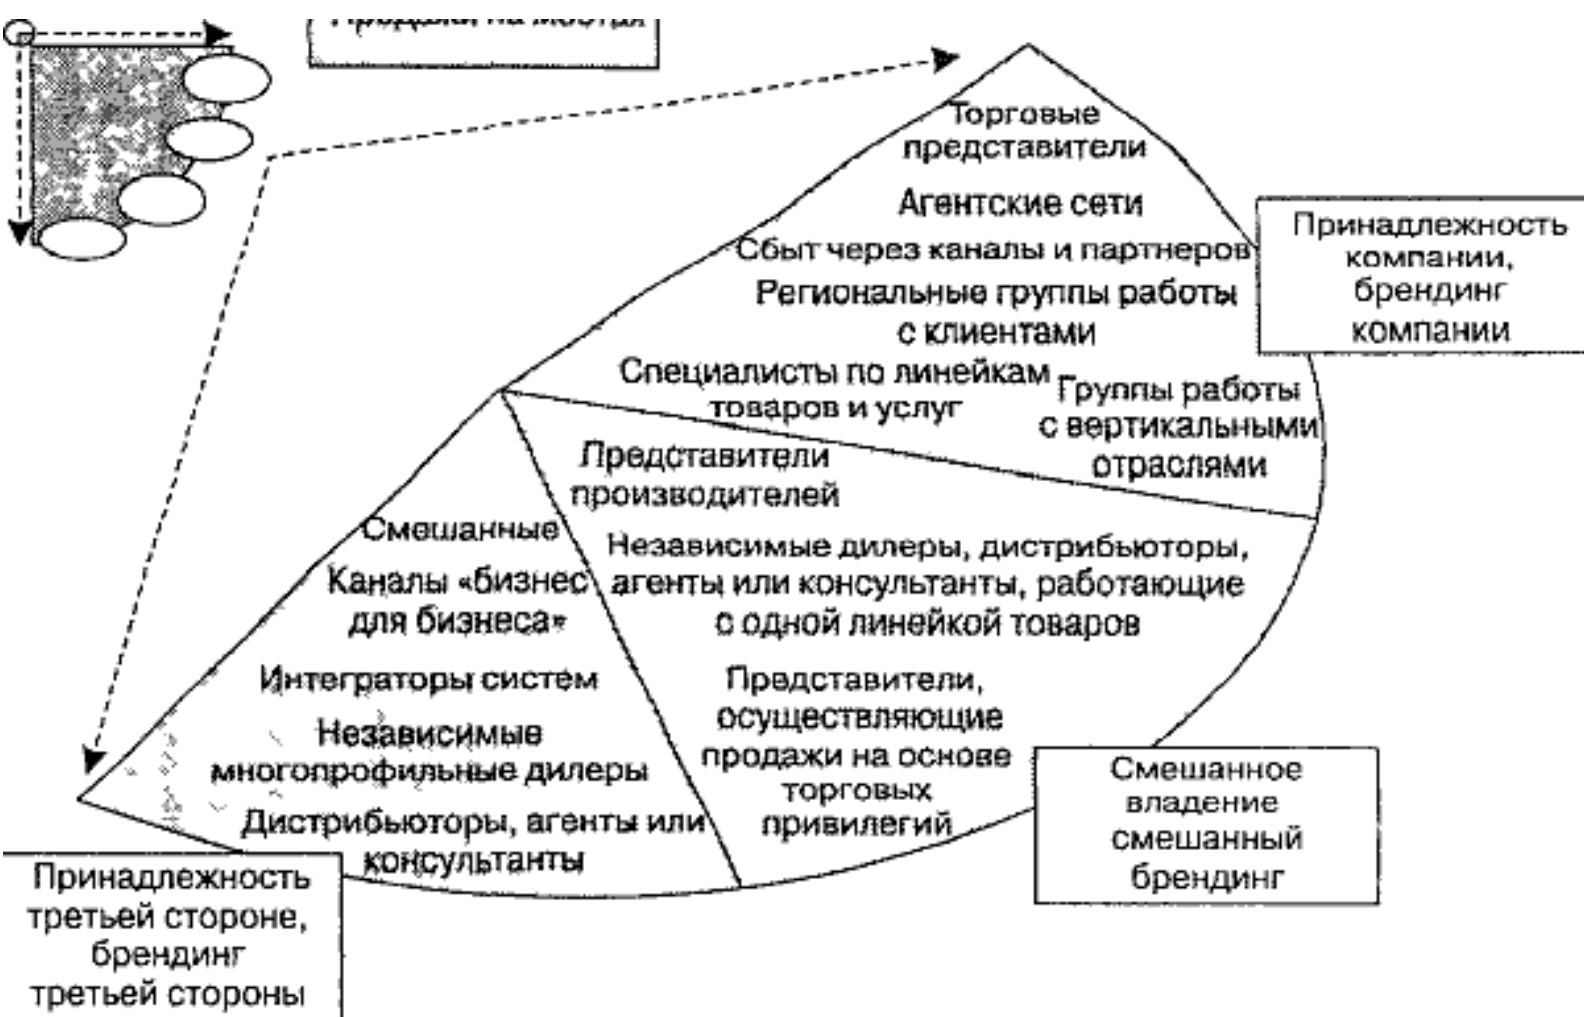 Продажи на местах
Торговые
представители
Агентские сети
Сбыт через каналы и партнеров
Региональные группы работы
с клиентами
Специалисты по линейкам
товаров и услуг
Группы работы
с вертикальными
отраслями
Принадлежность
компании,
брендинг
компании
Представители
производителей
Независимые дилеры, дистрибьюторы,
агенты или консультанты, работающие
с одной линейкой товаров
Представители,
осуществляющие
продажи на основе
торговых
привилегий
Смешанное
владение
смешанный
брендинг
Смешанные
Каналы «бизнес
для бизнеса»
Интеграторы систем
Независимые
многопрофильные дилеры
Дистрибьюторы, агенты или
консультанты
Принадлежность
третьей стороне,
брендинг
третьей стороны